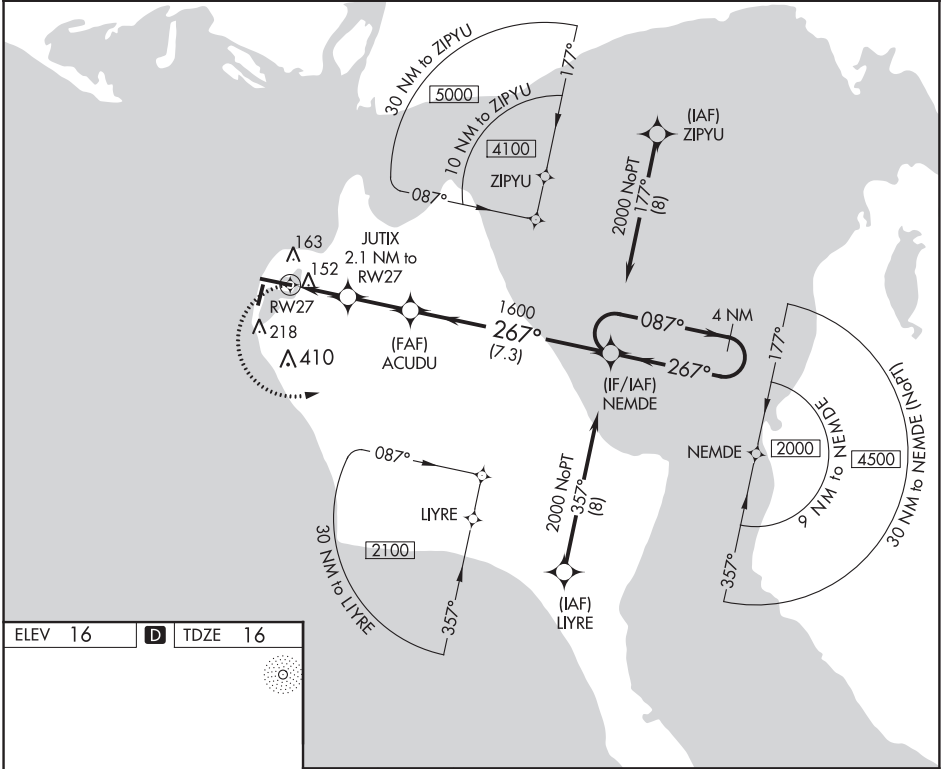 30 NM to ZIPYU
5000
177°
10 NM to ZIPYU
4100
ZIPYU
087°
(IAF)
ZIPYU
2000 NoPT
177°
(8)
163
152
JUTIX
2.1 NM to
RW27
RW27
218
410
(FAF)
ACUDU
1600
267°
(7.3)
087°
4 NM
267°
(IF/IAF)
NEMDE
177°
NEMDE
2000
9 NM to NEMDE
4500
30 NM to NEMDE (NoPT)
357°
087°
LIYRE
2100
30 NM to LIYRE
357°
2000 NoPT
357°
(8)
(IAF)
LIYRE
ELEV 16
D
TDZE 16